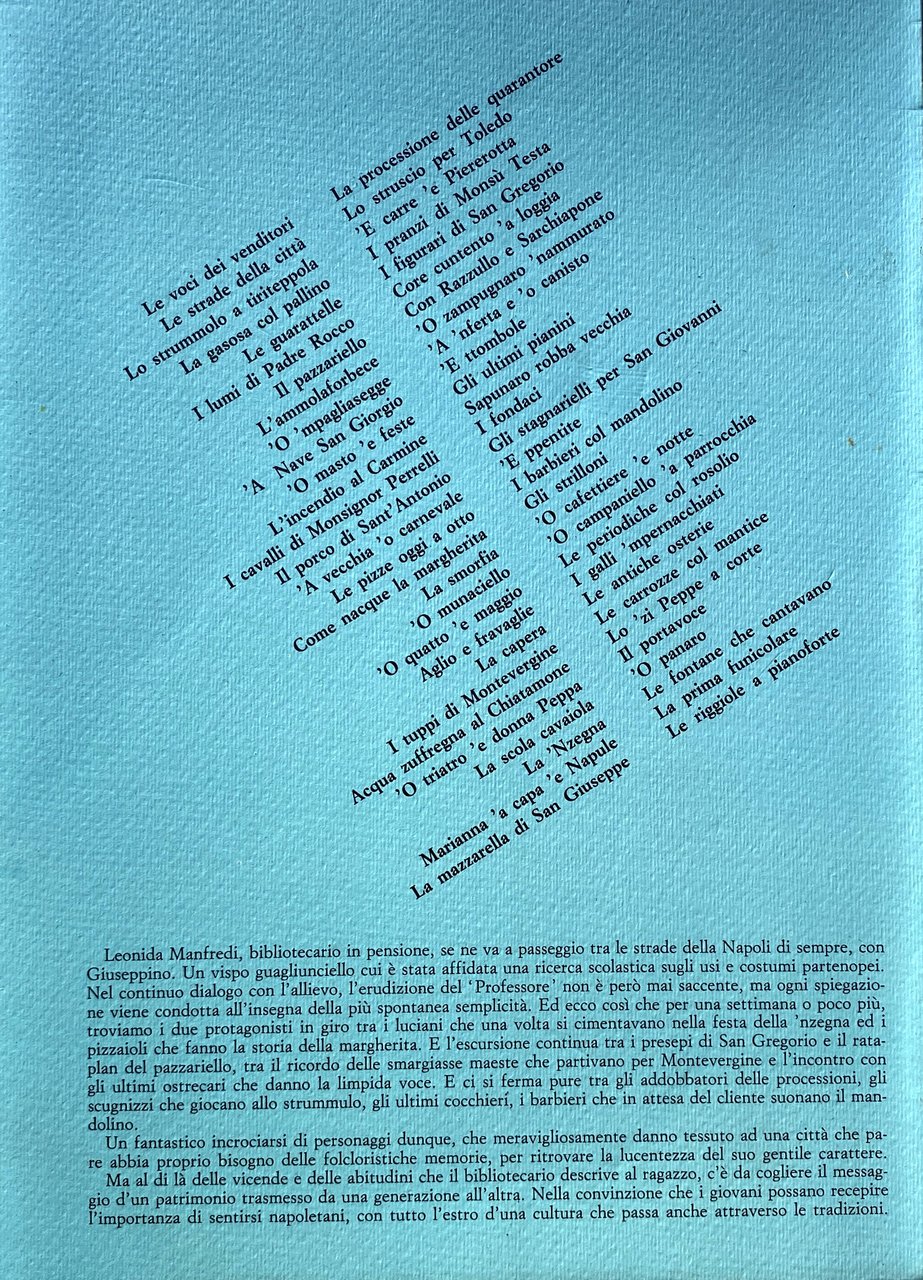 Le voci dei venditori
Le strade della città
Lo strummolo a tiriteppola
La gasosa col pallino
Le guarattelle
I lumi di Padre Rocco
Il pazzariello
L'ammolaforbece
'O 'mpagliasegge
'A Nave San Giorgio
'O masto 'e feste
L'incendio al Carmine
I cavalli di Monsignor Perrelli
Il porco di Sant'Antonio
'A vecchia 'o carnevale
Le pizze oggi a otto
Come nacque la margherita
La smorfia
'O munaciello
'O quatto 'e maggio
Aglio e fravaglie
La capera
I tuppi di Montevergine
Acqua zuffregna al Chiatamone
'O triatro 'e donna Peppa
La scola cavaiola
La 'Nzegna
Marianna 'a capa 'e Napule
La mazzarella di San Giuseppe
La processione delle quarantore
Lo struscio per Toledo
'E carre 'e Piererotta
I pranzi di Monsù Testa
I figurari di San Gregorio
Core cuntento 'a loggia
Con Razzullo e Sarchiapone
'O zampugnaro 'nammurato
'A 'nferta e 'o canisto
'E ttombole
Gli ultimi pianini
Sapunaro robba vecchia
I fondaci
Gli stagnarielli per San Giovanni
'E ppentite
I barbieri col mandolino
Gli strilloni
'O cafettiere 'e notte
'O campaniello 'a parrocchia
Le periodiche col rosolio
I galli 'mpernacchiati
Le antiche osterie
Le carrozze col mantice
Lo 'zi Peppe a corte
Il portavoce
'O panaro
Le fontane che cantavano
La prima funicolare
Le riggiole a pianoforte
Leonida Manfredi, bibliotecario in pensione, se ne va a passeggio tra le strade della Napoli di sempre, con
Giuseppino. Un vispo guagliunciello cui è stata affidata una ricerca scolastica sugli usi e costumi partenopei.
Nel continuo dialogo con l'allievo, l'erudizione del 'Professore' non è però mai saccente, ma ogni spiegazio-
ne viene condotta all'insegna della più spontanea semplicità. Ed ecco così che per una settimana o poco più,
troviamo i due protagonisti in giro tra i luciani che una volta si cimentavano nella festa della 'nzegna ed i
pizzaioli che fanno la storia della margherita. E l'escursione continua tra i presepi di San Gregorio e il rata-
plan del pazzariello, tra il ricordo delle smargiasse maeste che partivano per Montevergine e l'incontro con
gli ultimi ostrecari che danno la limpida voce. E ci si ferma pure tra gli addobbatori delle processioni, gli
scugnizzi che giocano allo strummulo, gli ultimi cocchierí, i barbieri che in attesa del cliente suonano il man-
dolino.
Un fantastico incrociarsi di personaggi dunque, che meravigliosamente danno tessuto ad una città che pa-
re abbia proprio bisogno delle folcloristiche memorie, per ritrovare la lucentezza del suo gentile carattere.
Ma al di là delle vicende e delle abitudini che il bibliotecario descrive al ragazzo, c'è da cogliere il messag-
gio d'un patrimonio trasmesso da una generazione all'altra. Nella convinzione che i giovani possano recepire
l'importanza di sentirsi napoletani, con tutto l'estro d'una cultura che passa anche attraverso le tradizioni.